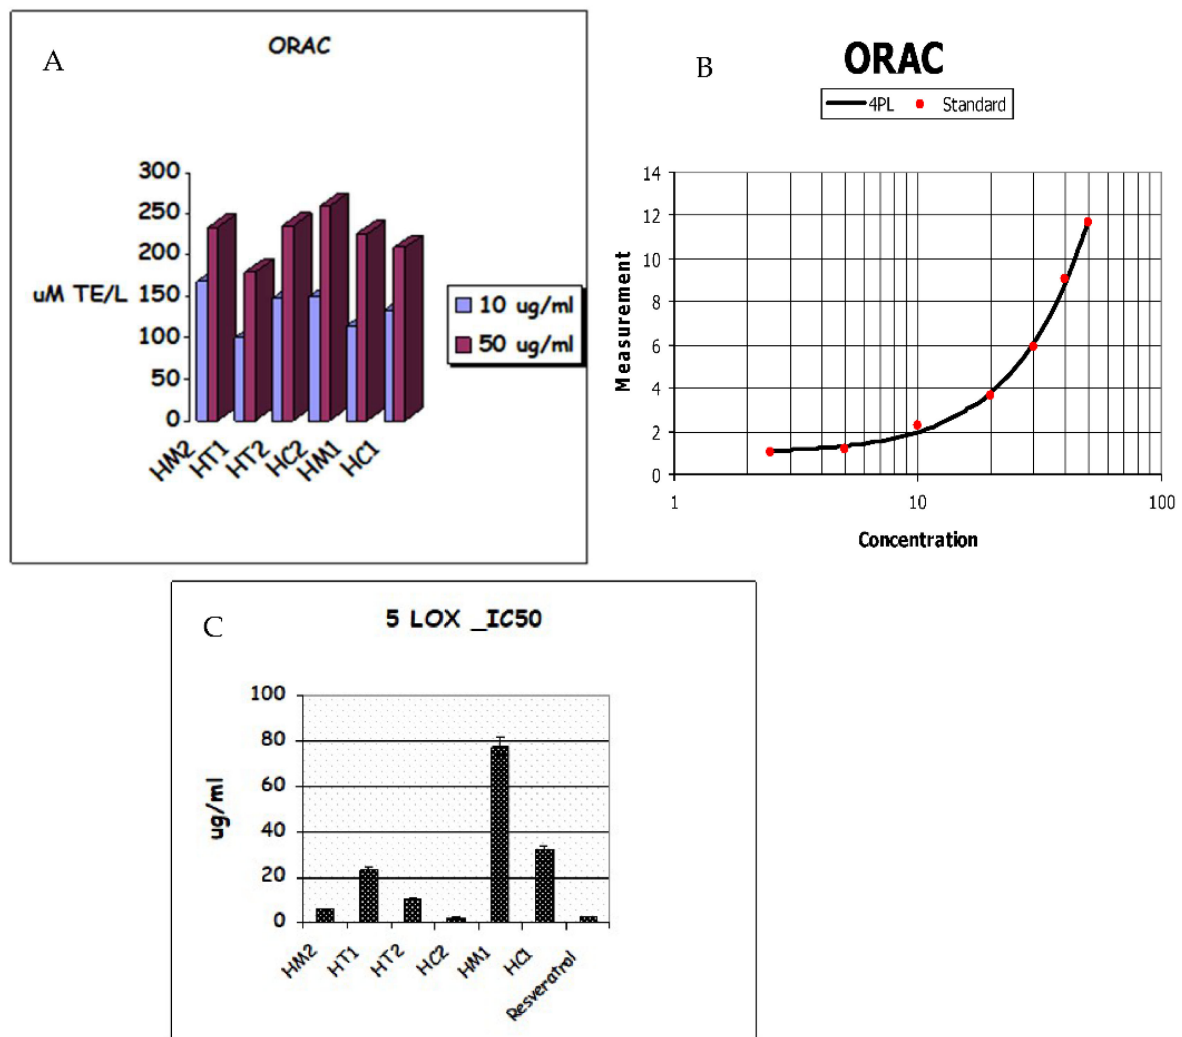 A
ORAC
300
250
200
uM TE/L 150
100
50
0
HM2 HT1 HT2 HC2 HM1 HC1
10 ug/ml
50 ug/ml
B
ORAC
4PL Standard
14
12
10
8
6
4
2
0
Measurement
1 10 100
Concentration
C
5 LOX _IC50
100
80
60
40
20
0
ug/ml
HM2 HT1 HT2 HC2 HM1 HC1 Resveratrol